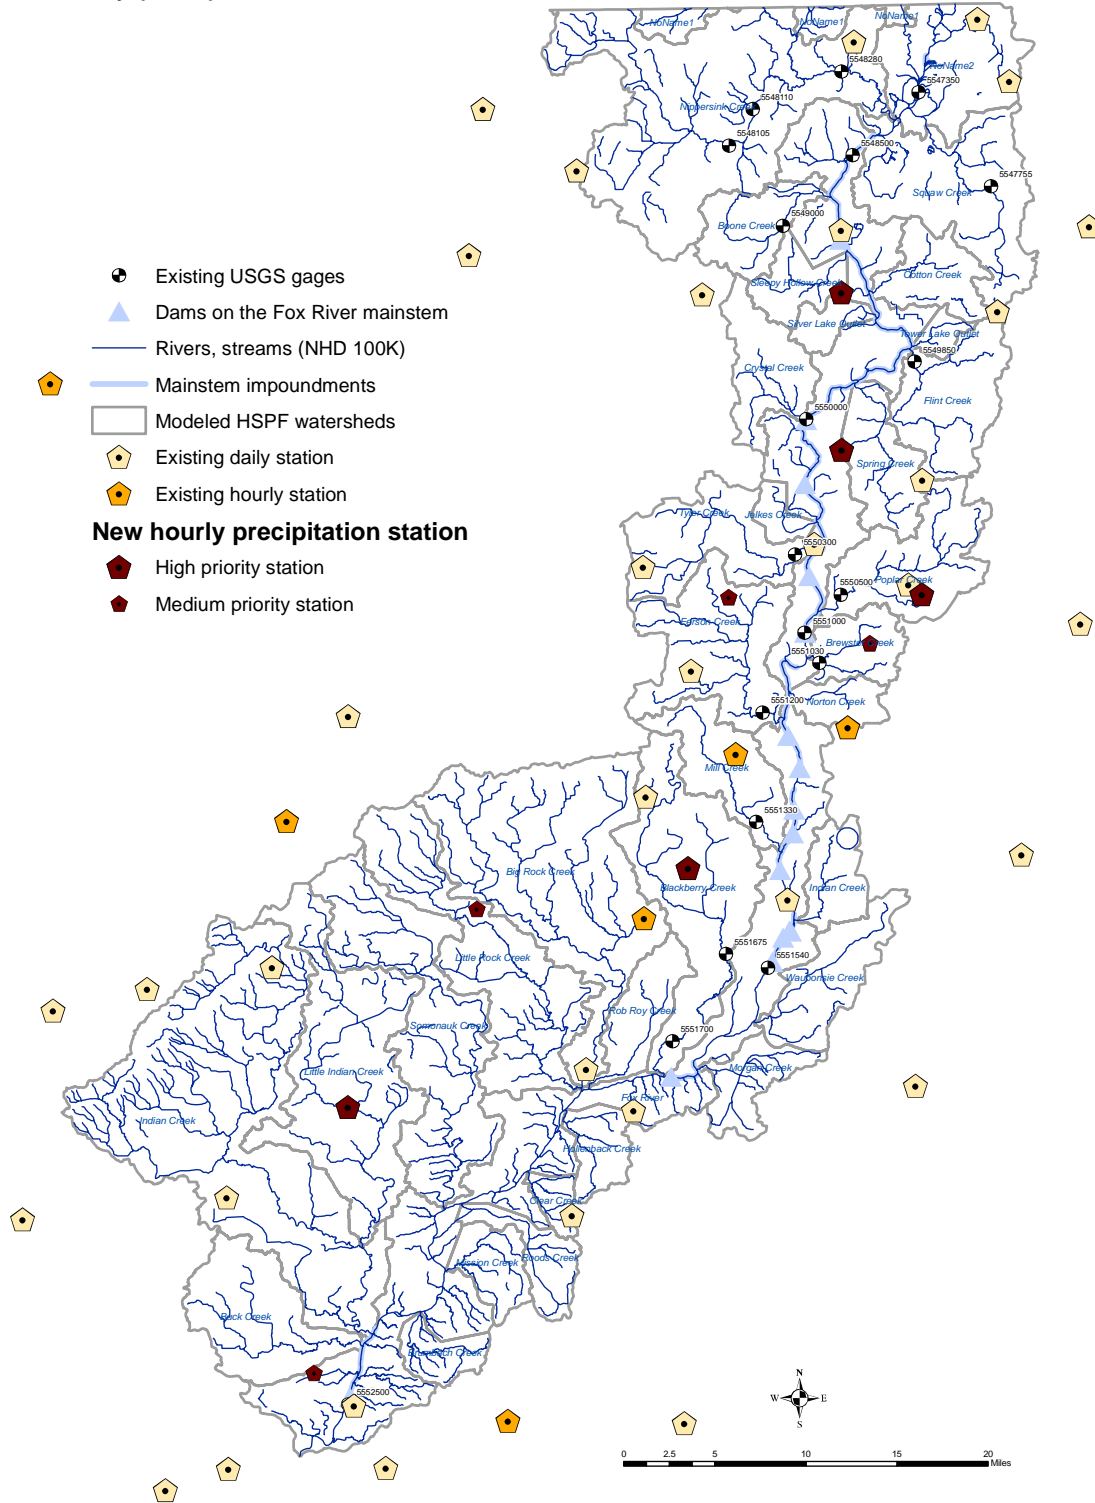 NoName1
NoName1
NoName1
5548280
NoName2
5547350
Nippersink Creek
5548110
5548105
5548500
5547755
Squaw Creek
5549000
Boone Creek
Existing USGS gages
Cotton Creek
Sleepy Hollow Creek
Dams on the Fox River mainstem
Silver Lake Outlet
Tower Lake Outlet
Rivers, streams (NHD 100K)
5549850
Crystal Creek
Mainstem impoundments
Flint Creek
5550000
Modeled HSPF watersheds
Existing daily station
Spring Creek
Existing hourly station
Tyler Creek
Jelkes Creek
New hourly precipitation station
5550300
High priority station
Poplar Creek
5550500
Medium priority station
Ferson Creek
5551000
Brewster Creek
5551030
5551200
Norton Creek
Mill Creek
5551330
Big Rock Creek
Blackberry Creek
Indian Creek
5551675
5551540
Little Rock Creek
Waubonsie Creek
Rob Roy Creek
Somonauk Creek
5551700
Little Indian Creek
Morgan Creek
Fox River
Indian Creek
Hollenback Creek
Clear Creek
Mission Creek
Roods Creek
Buck Creek
Brumbach Creek
5552500
N
W E
S
0 2.5 5 10 15 20
Miles